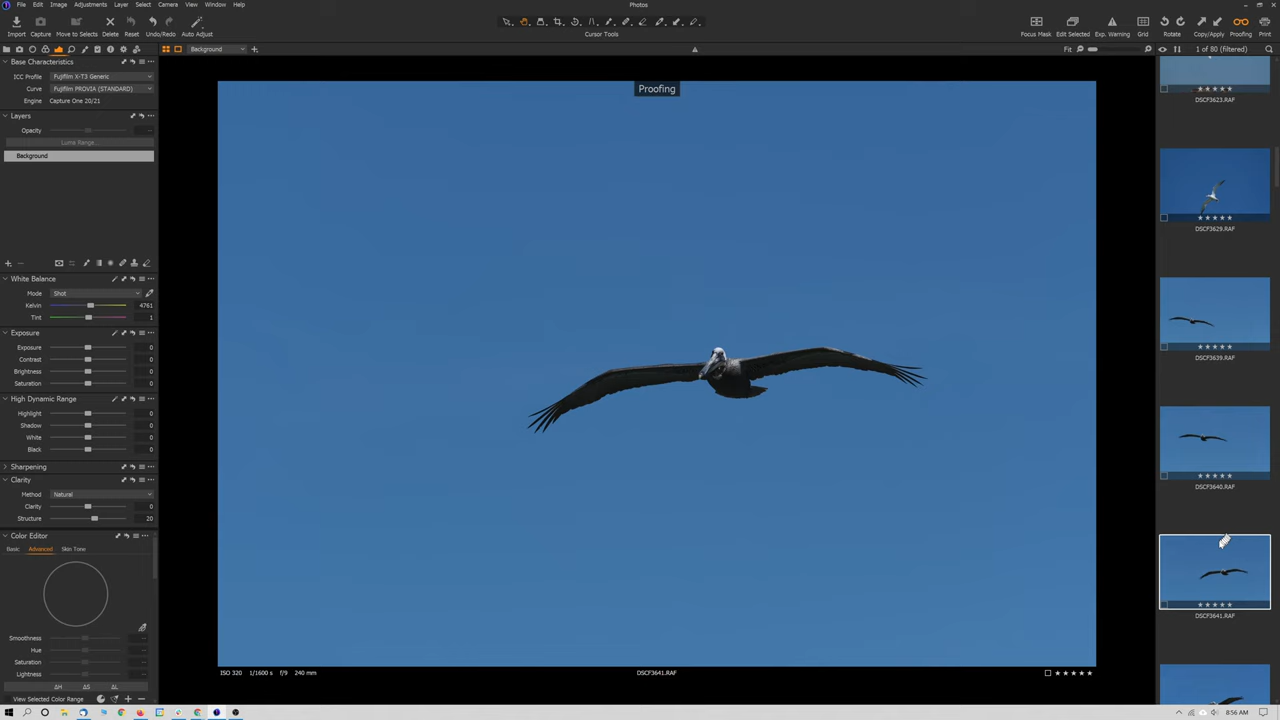 File Edit Image Adjustments Layer Select Camera View Window Help
Photos
Import Capture Move to Selects Delete Reset Undo/Redo Auto Adjust
Cursor Tools
Focus Mask Edit Selected Exp. Warning Grid Rotate Copy/Apply Proofing Print
Background
Fit
1 of 80 (filtered)
Base Characteristics
ICC Profile Fujifilm X-T3 Generic
Curve Fujifilm PROVIA (STANDARD)
Engine Capture One 20/21
Layers
Opacity
Luma Range...
Background
White Balance
Mode Shot
Kelvin 4761
Tint 1
Exposure
Exposure 0
Contrast 0
Brightness 0
Saturation 0
High Dynamic Range
Highlight 0
Shadow 0
White 0
Black 0
Sharpening
Clarity
Method Natural
Clarity 0
Structure 20
Color Editor
Basic Advanced Skin Tone
Smoothness
Hue
Saturation
Lightness
ΔH ΔS ΔL
View Selected Color Range
Proofing
ISO 320 1/1600 s f/9 240 mm
DSCF3641.RAF
DSCF3623.RAF
DSCF3629.RAF
DSCF3639.RAF
DSCF3640.RAF
DSCF3641.RAF
8:56 AM